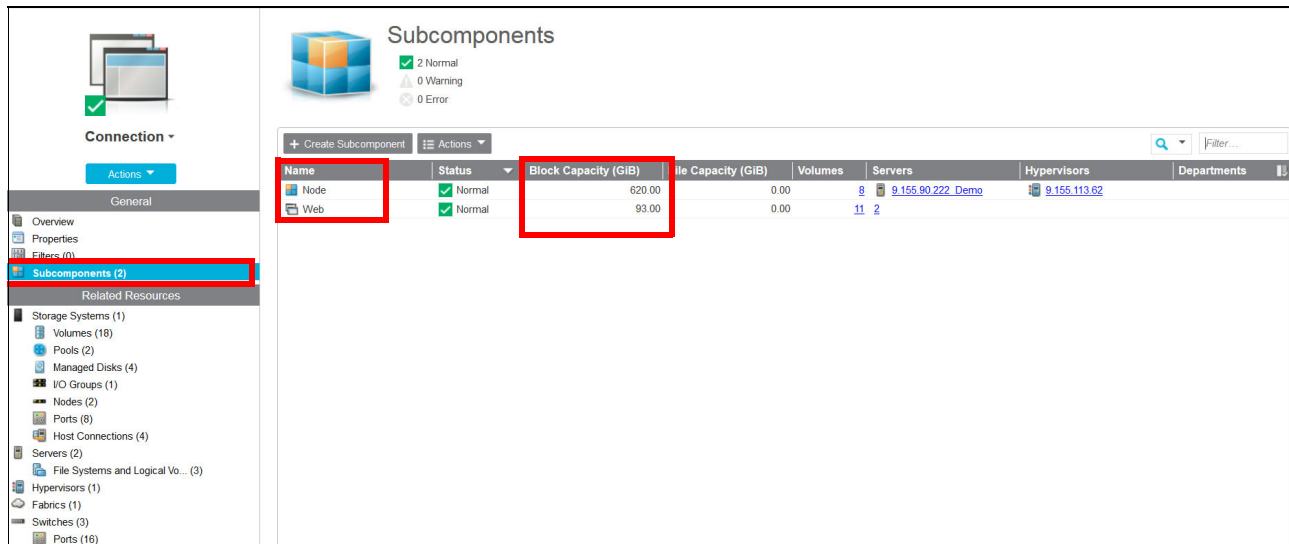 Subcomponents
2 Normal
0 Warning
0 Error
Connection
Actions
General
Overview
Properties
Filters (0)
Subcomponents (2)
Related Resources
Storage Systems (1)
Volumes (18)
Pools (2)
Managed Disks (4)
I/O Groups (1)
Nodes (2)
Ports (8)
Host Connections (4)
Servers (2)
File Systems and Logical Vo... (3)
Hypervisors (1)
Fabrics (1)
Switches (3)
Ports (16)
+ Create Subcomponent Actions Filter...
Name Status Block Capacity (GiB) ile Capacity (GiB) Volumes Servers Hypervisors Departments
Node Normal 620.00 0.00 8 9.155.90.222_Demo 9.155.113.62
Web Normal 93.00 0.00 11 2